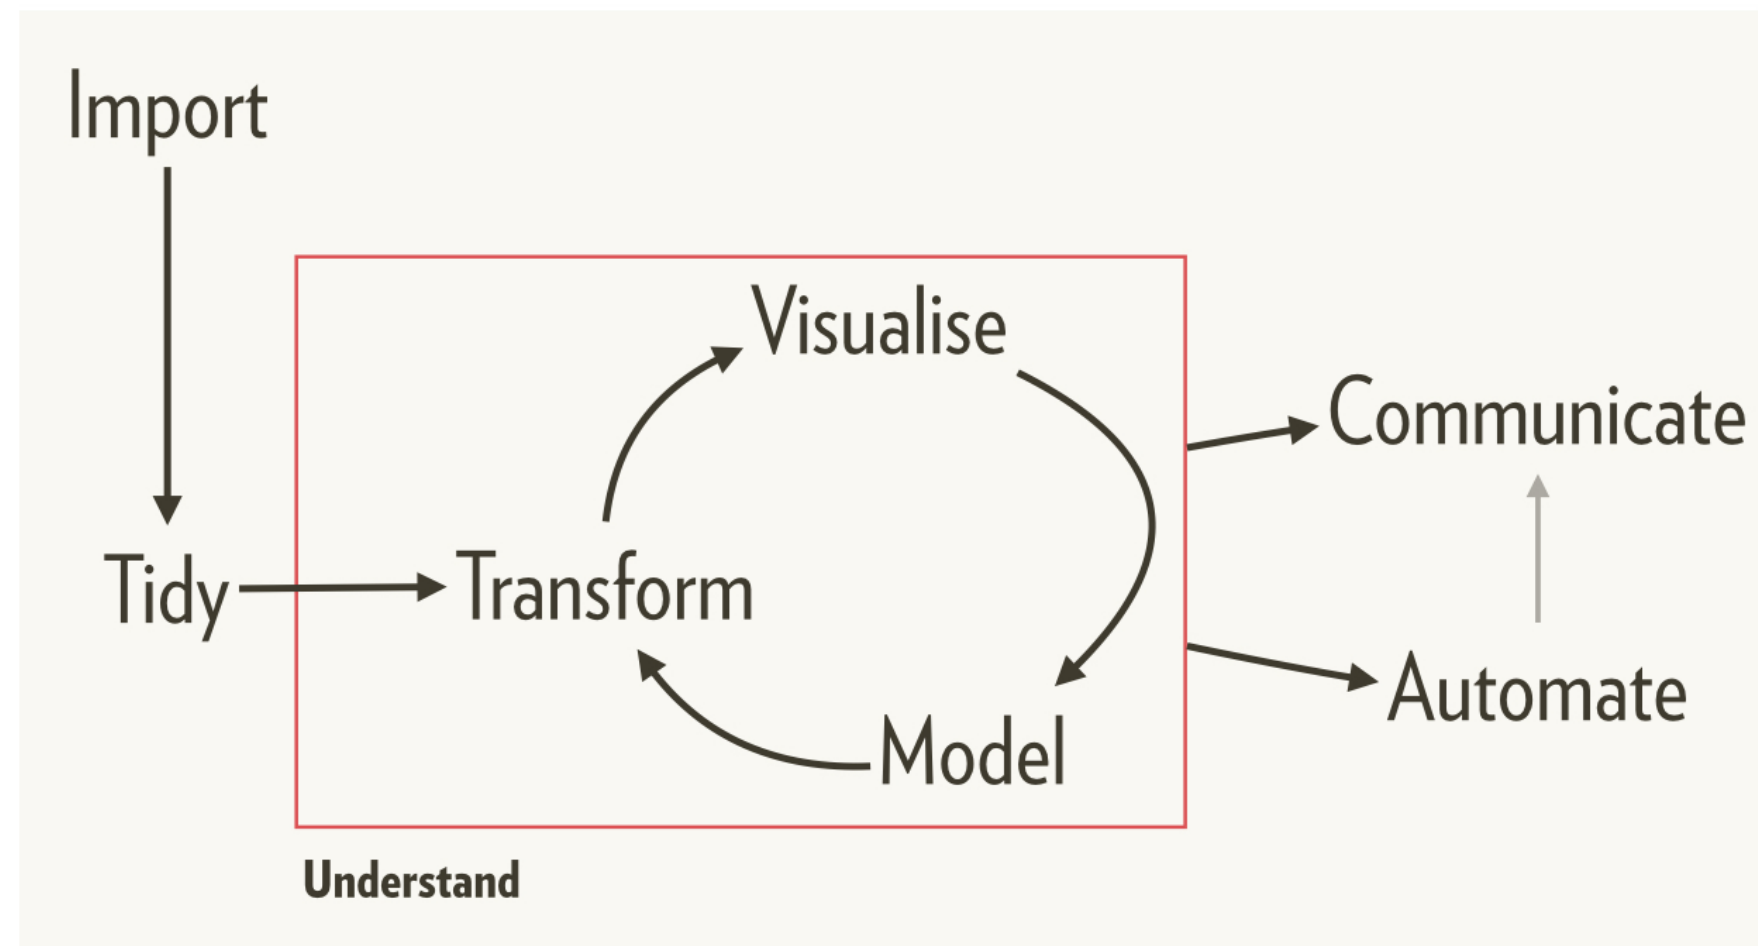 Import
Visualise
Communicate
Tidy
Transform
Automate
Model
Understand